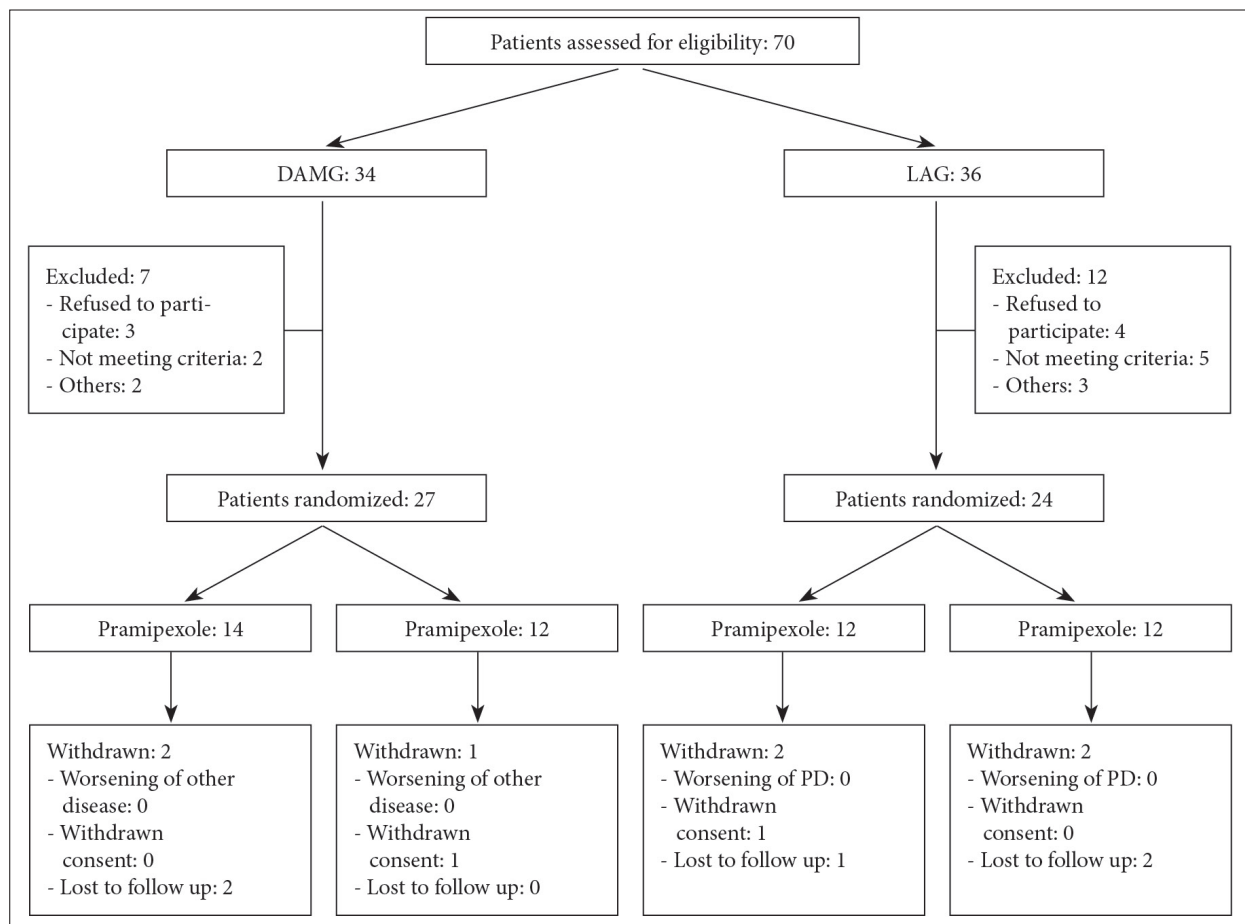 Patients assessed for eligibility: 70
DAMG: 34
LAG: 36
Excluded: 7
- Refused to parti-
cipate: 3
- Not meeting criteria: 2
- Others: 2
Excluded: 12
- Refused to
participate: 4
- Not meeting criteria: 5
- Others: 3
Patients randomized: 27
Patients randomized: 24
Pramipexole: 14
Pramipexole: 12
Pramipexole: 12
Pramipexole: 12
Withdrawn: 2
- Worsening of other
disease: 0
- Withdrawn
consent: 0
- Lost to follow up: 2
Withdrawn: 1
- Worsening of other
disease: 0
- Withdrawn
consent: 1
- Lost to follow up: 0
Withdrawn: 2
- Worsening of PD: 0
- Withdrawn
consent: 1
- Lost to follow up: 1
Withdrawn: 2
- Worsening of PD: 0
- Withdrawn
consent: 0
- Lost to follow up: 2